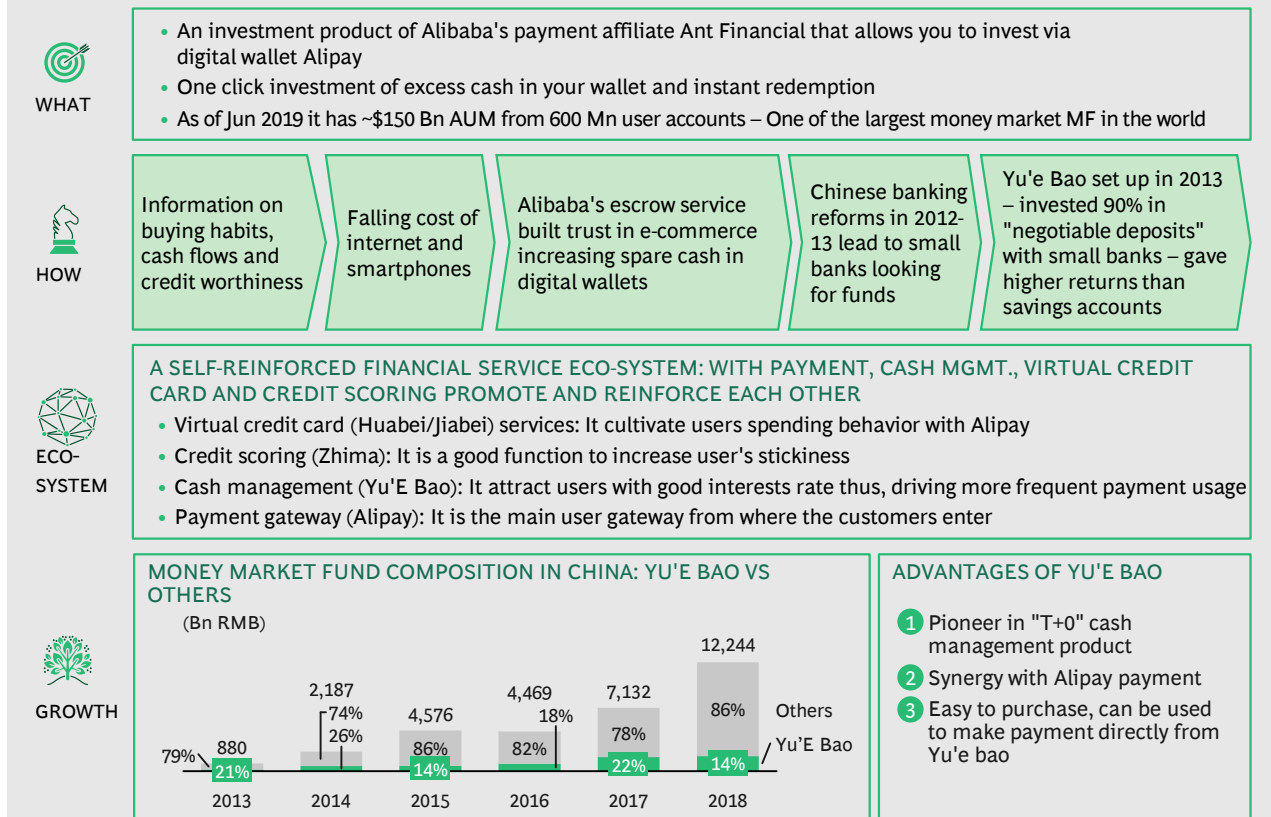 WHAT
• An investment product of Alibaba's payment affiliate Ant Financial that allows you to invest via
digital wallet Alipay
• One click investment of excess cash in your wallet and instant redemption
• As of Jun 2019 it has ~$150 Bn AUM from 600 Mn user accounts – One of the largest money market MF in the world
HOW
Information on
buying habits,
cash flows and
credit worthiness
Falling cost of
internet and
smartphones
Alibaba's escrow service
built trust in e-commerce
increasing spare cash in
digital wallets
Chinese banking
reforms in 2012-
13 lead to small
banks looking
for funds
Yu'e Bao set up in 2013
– invested 90% in
"negotiable deposits"
with small banks – gave
higher returns than
savings accounts
ECO-
SYSTEM
A SELF-REINFORCED FINANCIAL SERVICE ECO-SYSTEM: WITH PAYMENT, CASH MGMT., VIRTUAL CREDIT
CARD AND CREDIT SCORING PROMOTE AND REINFORCE EACH OTHER
• Virtual credit card (Huabei/Jiabei) services: It cultivate users spending behavior with Alipay
• Credit scoring (Zhima): It is a good function to increase user's stickiness
• Cash management (Yu'E Bao): It attract users with good interests rate thus, driving more frequent payment usage
• Payment gateway (Alipay): It is the main user gateway from where the customers enter
GROWTH
MONEY MARKET FUND COMPOSITION IN CHINA: YU'E BAO VS
OTHERS
(Bn RMB)
880
79%
21%
2013
2,187
74%
26%
2014
4,576
86%
14%
2015
4,469
18%
82%
2016
7,132
78%
22%
2017
12,244
86%
14%
2018
Others
Yu’E Bao
ADVANTAGES OF YU'E BAO
1 Pioneer in "T+0" cash
management product
2 Synergy with Alipay payment
3 Easy to purchase, can be used
to make payment directly from
Yu'e bao